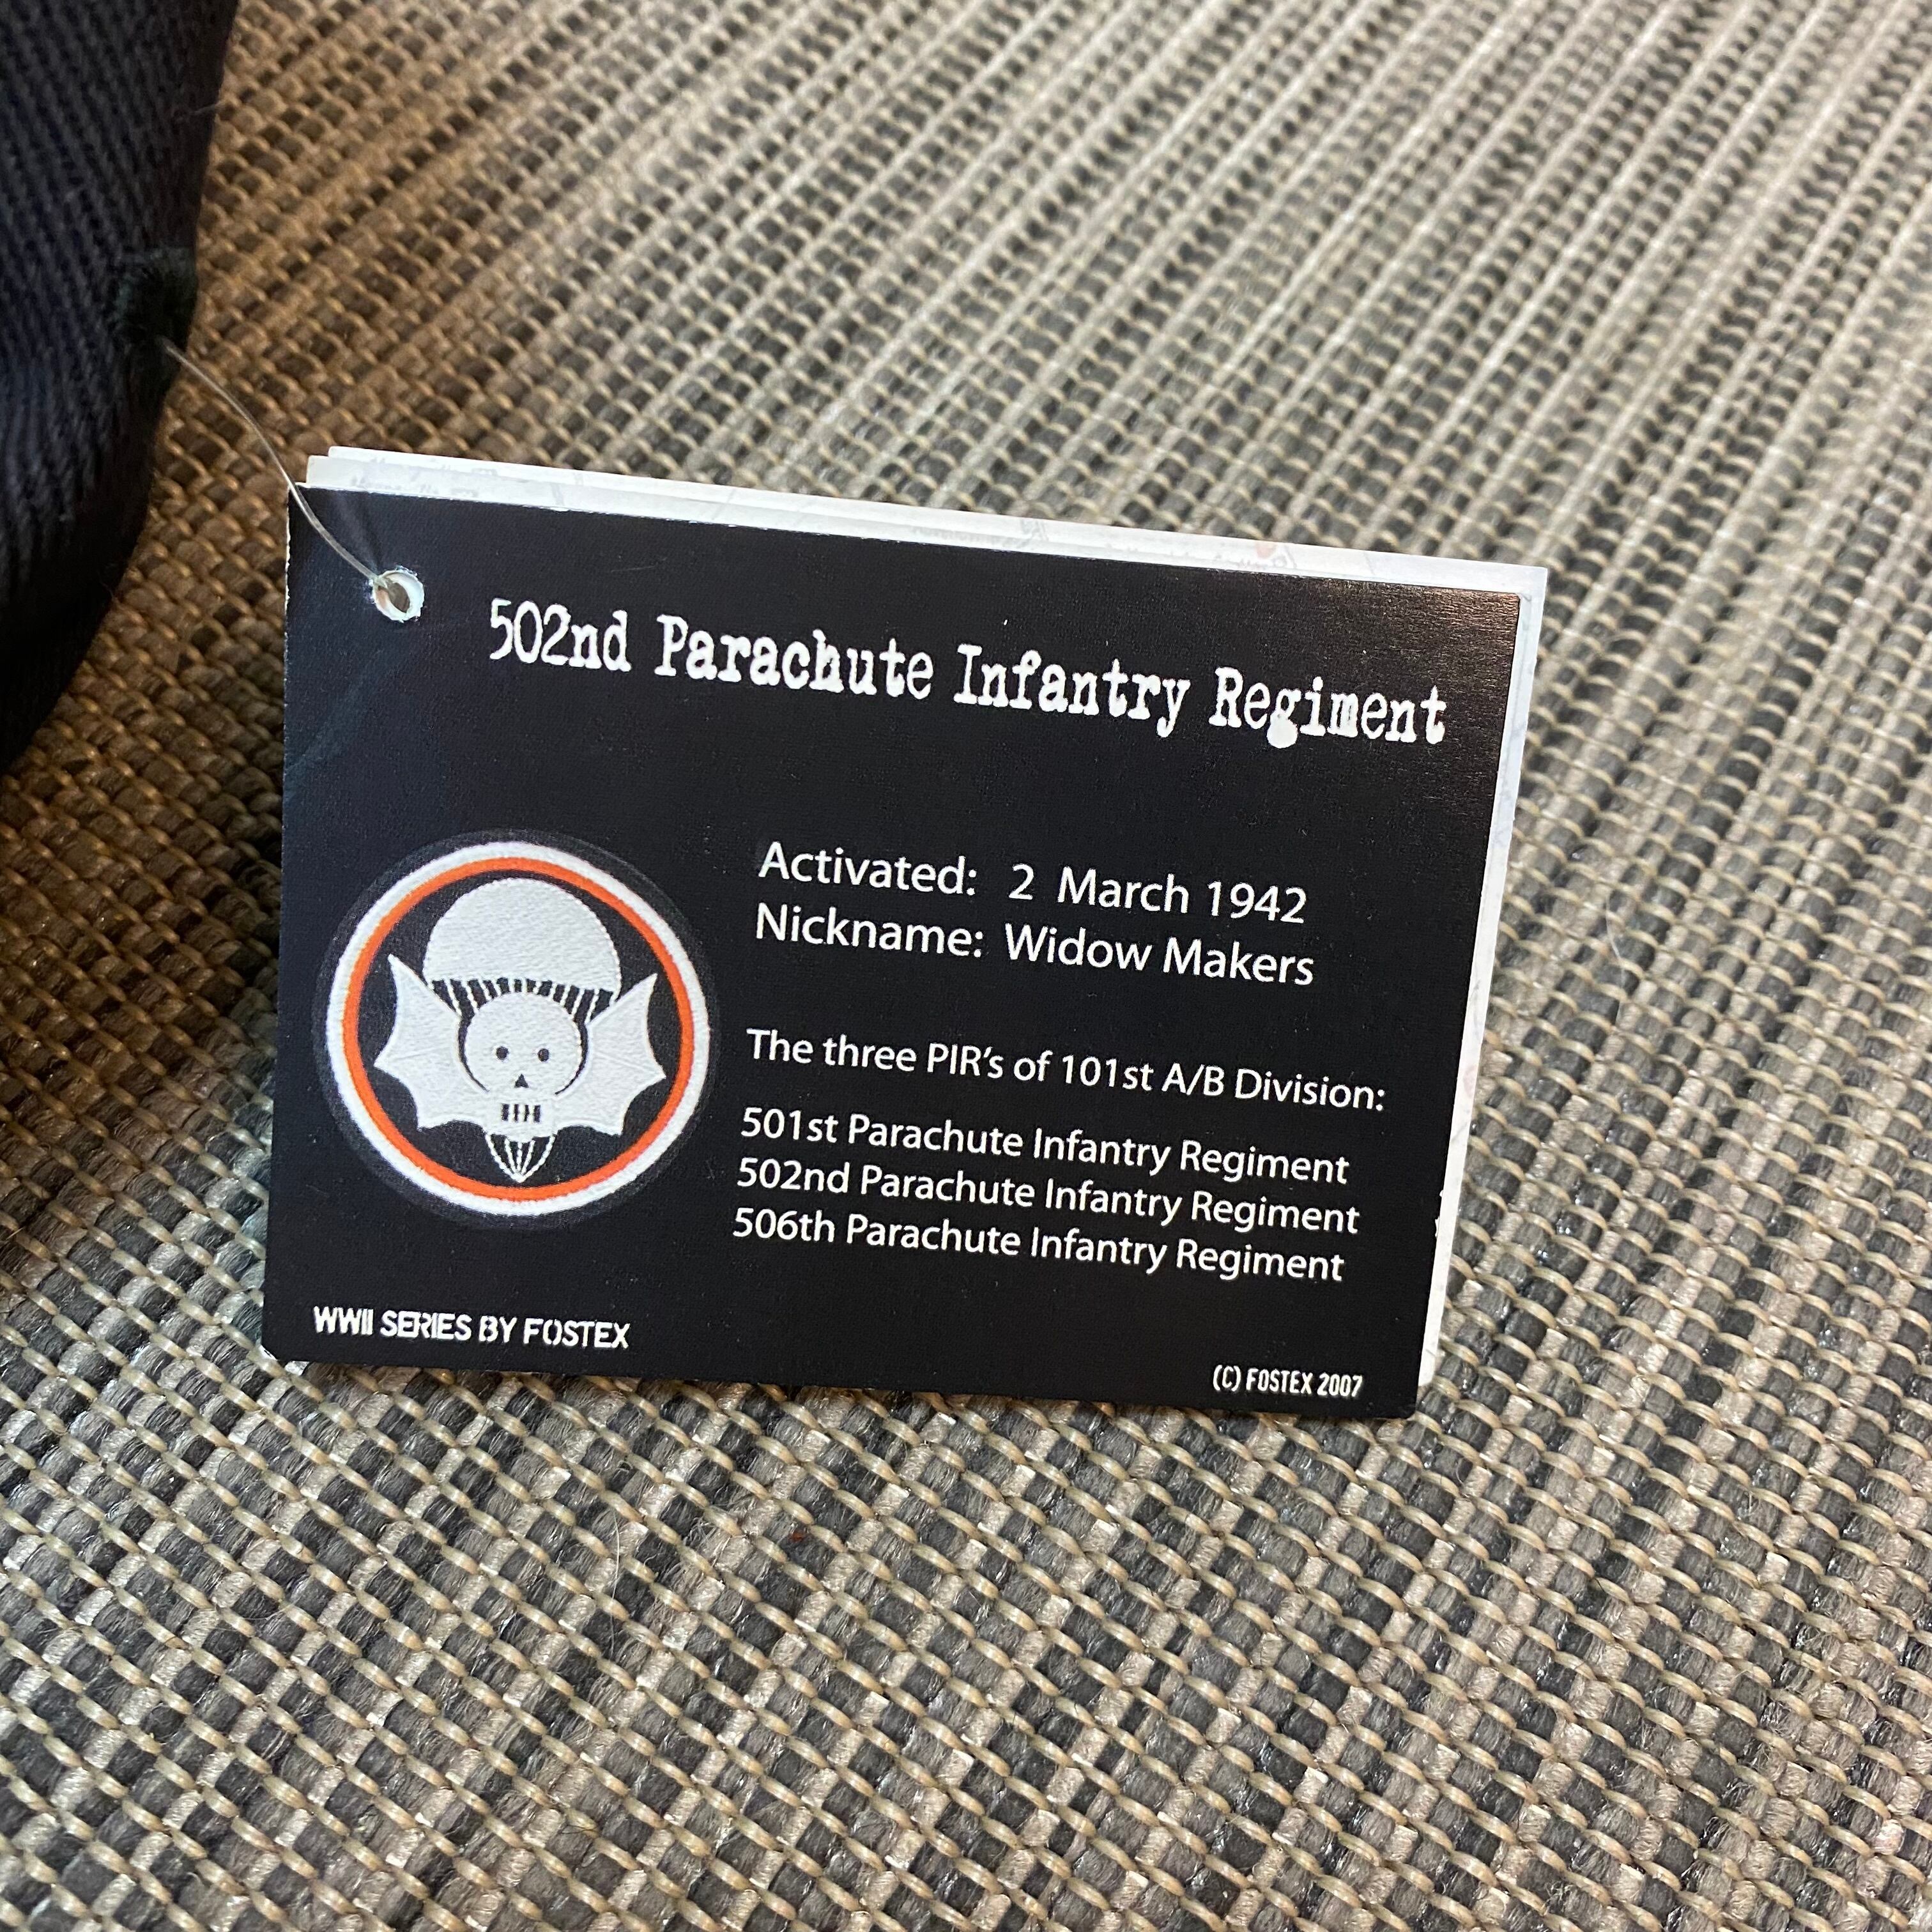 502nd Parachute Infantry Regiment
Activated: 2 March 1942
Nickname: Widow Makers
The three PIR's of 101st A/B Division:
501st Parachute Infantry Regiment
502nd Parachute Infantry Regiment
506th Parachute Infantry Regiment
WWII SERIES BY FOSTEX
(C) FOSTEX 2007